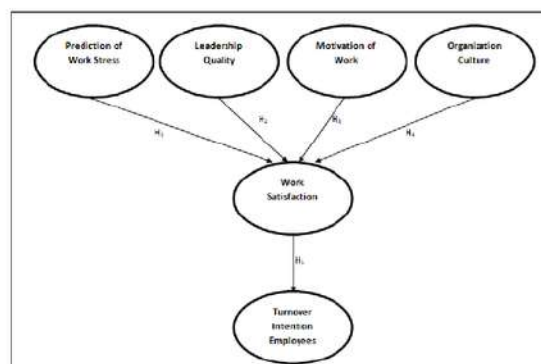 Prediction of
Work Stress
Leadership
Quality
Motivation of
Work
Organization
Culture
H₁
H₂
H₃
H₄
Work
Satisfaction
H₅
Turnover
Intention
Employees